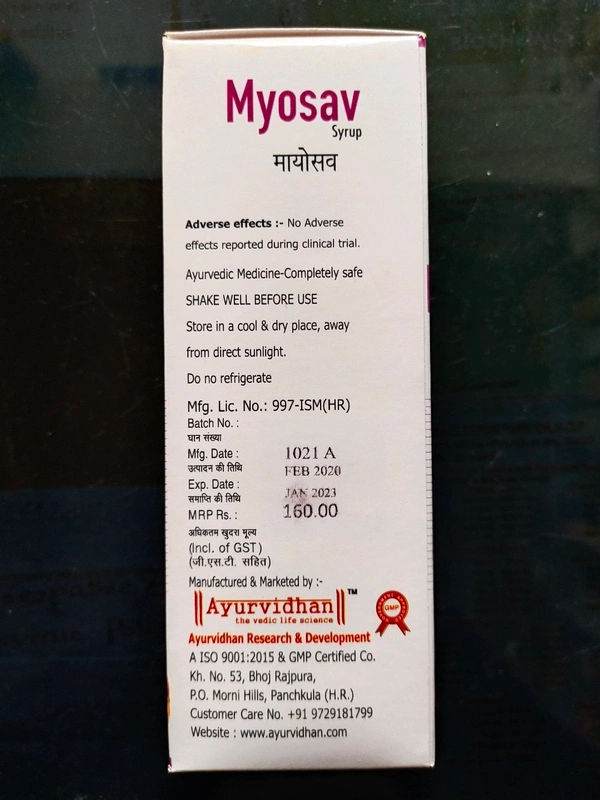 Myosav
Syrup
मायोसव
Adverse effects :- No Adverse
effects reported during clinical trial.
Ayurvedic Medicine-Completely safe
SHAKE WELL BEFORE USE
Store in a cool & dry place, away
from direct sunlight.
Do no refrigerate
Mfg. Lic. No.: 997-ISM(HR)
Batch No. :
घान संख्या
Mfg. Date : 1021 A
उत्पादन की तिथि FEB 2020
Exp. Date :
समाप्ति की तिथि JAN 2023
MRP Rs. : 160.00
अधिकतम खुदरा मूल्य
(Incl. of GST)
(जी.एस.टी. सहित)
Manufactured & Marketed by :-
Ayurvidhan TM
the vedic life science
GMP
Ayurvidhan Research & Development
A ISO 9001:2015 & GMP Certified Co.
Kh. No. 53, Bhoj Rajpura,
P.O. Morni Hills, Panchkula (H.R.)
Customer Care No. +91 9729181799
Website : www.ayurvidhan.com